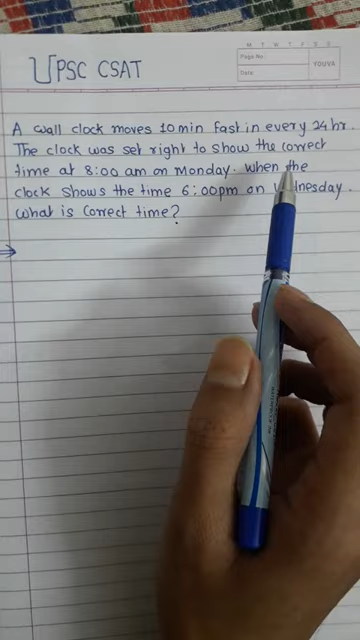 UPSC CSAT
M T W T F S S
Page No:
Date:
YOUVA
A wall clock moves 10 min fast in every 24 hr.
The clock was set right to show the correct
time at 8:00 am on Monday. When the
clock shows the time 6:00pm on
what is correct time?